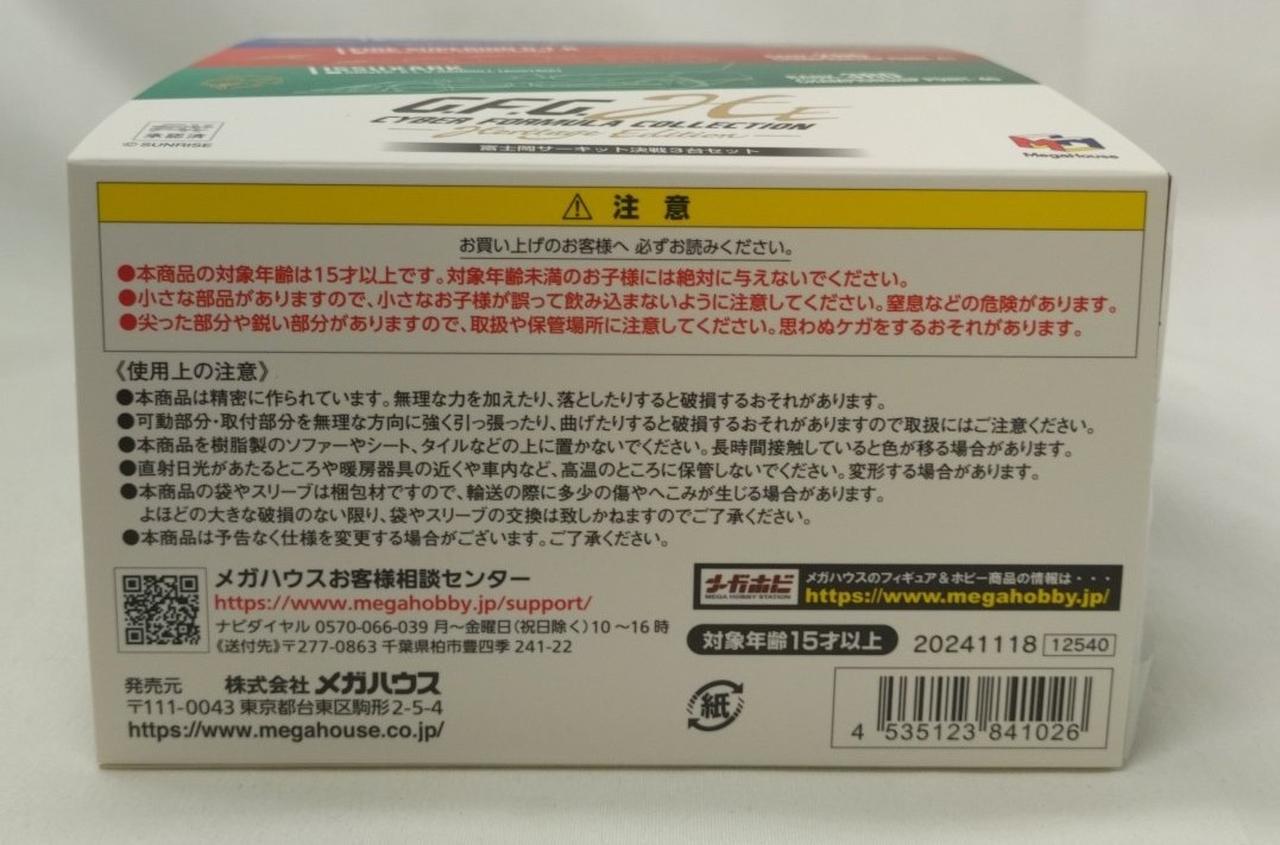 C.F.C. HE
CYBER FORMULA COLLECTION
Heritage Edition
富士岡サーキット決戦3台セット
承認済
© SUNRISE
MegaHouse
⚠ 注 意
お買い上げのお客様へ 必ずお読みください。
●本商品の対象年齢は15才以上です。対象年齢未満のお子様には絶対に与えないでください。
●小さな部品がありますので、小さなお子様が誤って飲み込まないように注意してください。窒息などの危険があります。
●尖った部分や鋭い部分がありますので、取扱や保管場所に注意してください。思わぬケガをするおそれがあります。
《使用上の注意》
●本商品は精密に作られています。無理な力を加えたり、落としたりすると破損するおそれがあります。
●可動部分・取付部分を無理な方向に強く引っ張ったり、曲げたりすると破損するおそれがありますので取扱にはご注意ください。
●本商品を樹脂製のソファーやシート、タイルなどの上に置かないでください。長時間接触していると色が移る場合があります。
●直射日光があたるところや暖房器具の近くや車内など、高温のところに保管しないでください。変形する場合があります。
●本商品の袋やスリーブは梱包材ですので、輸送の際に多少の傷やへこみが生じる場合があります。
よほどの大きな破損のない限り、袋やスリーブの交換は致しかねますのでご了承ください。
●本商品は予告なく仕様を変更する場合がございます。ご了承ください。
メガハウスお客様相談センター
https://www.megahobby.jp/support/
ナビダイヤル 0570-066-039 月〜金曜日(祝日除く)10〜16時
《送付先》〒277-0863 千葉県柏市豊四季 241-22
発売元 株式会社 メガハウス
〒111-0043 東京都台東区駒形2-5-4
https://www.megahouse.co.jp/
メガホビ
MEGA HOBBY STATION
メガハウスのフィギュア&ホビー商品の情報は・・・
https://www.megahobby.jp/
対象年齢15才以上
20241118 12540
紙
4 535123 841026